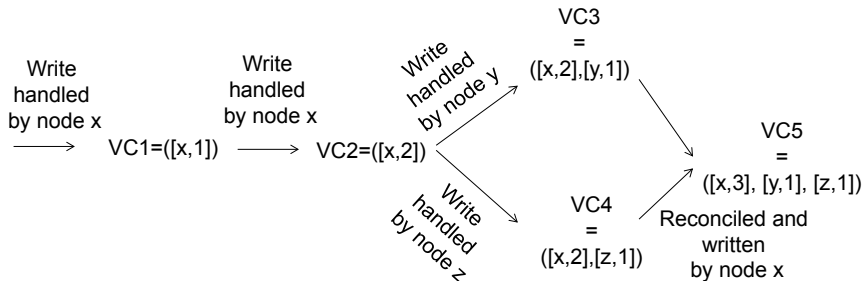 Write
handled
by node x
VC1=([x,1])
Write
handled
by node x
VC2=([x,2])
Write
handled
by node y
VC3
=
([x,2],[y,1])
Write
handled
by node z
VC4
=
([x,2],[z,1])
VC5
=
([x,3], [y,1], [z,1])
Reconciled and
written
by node x